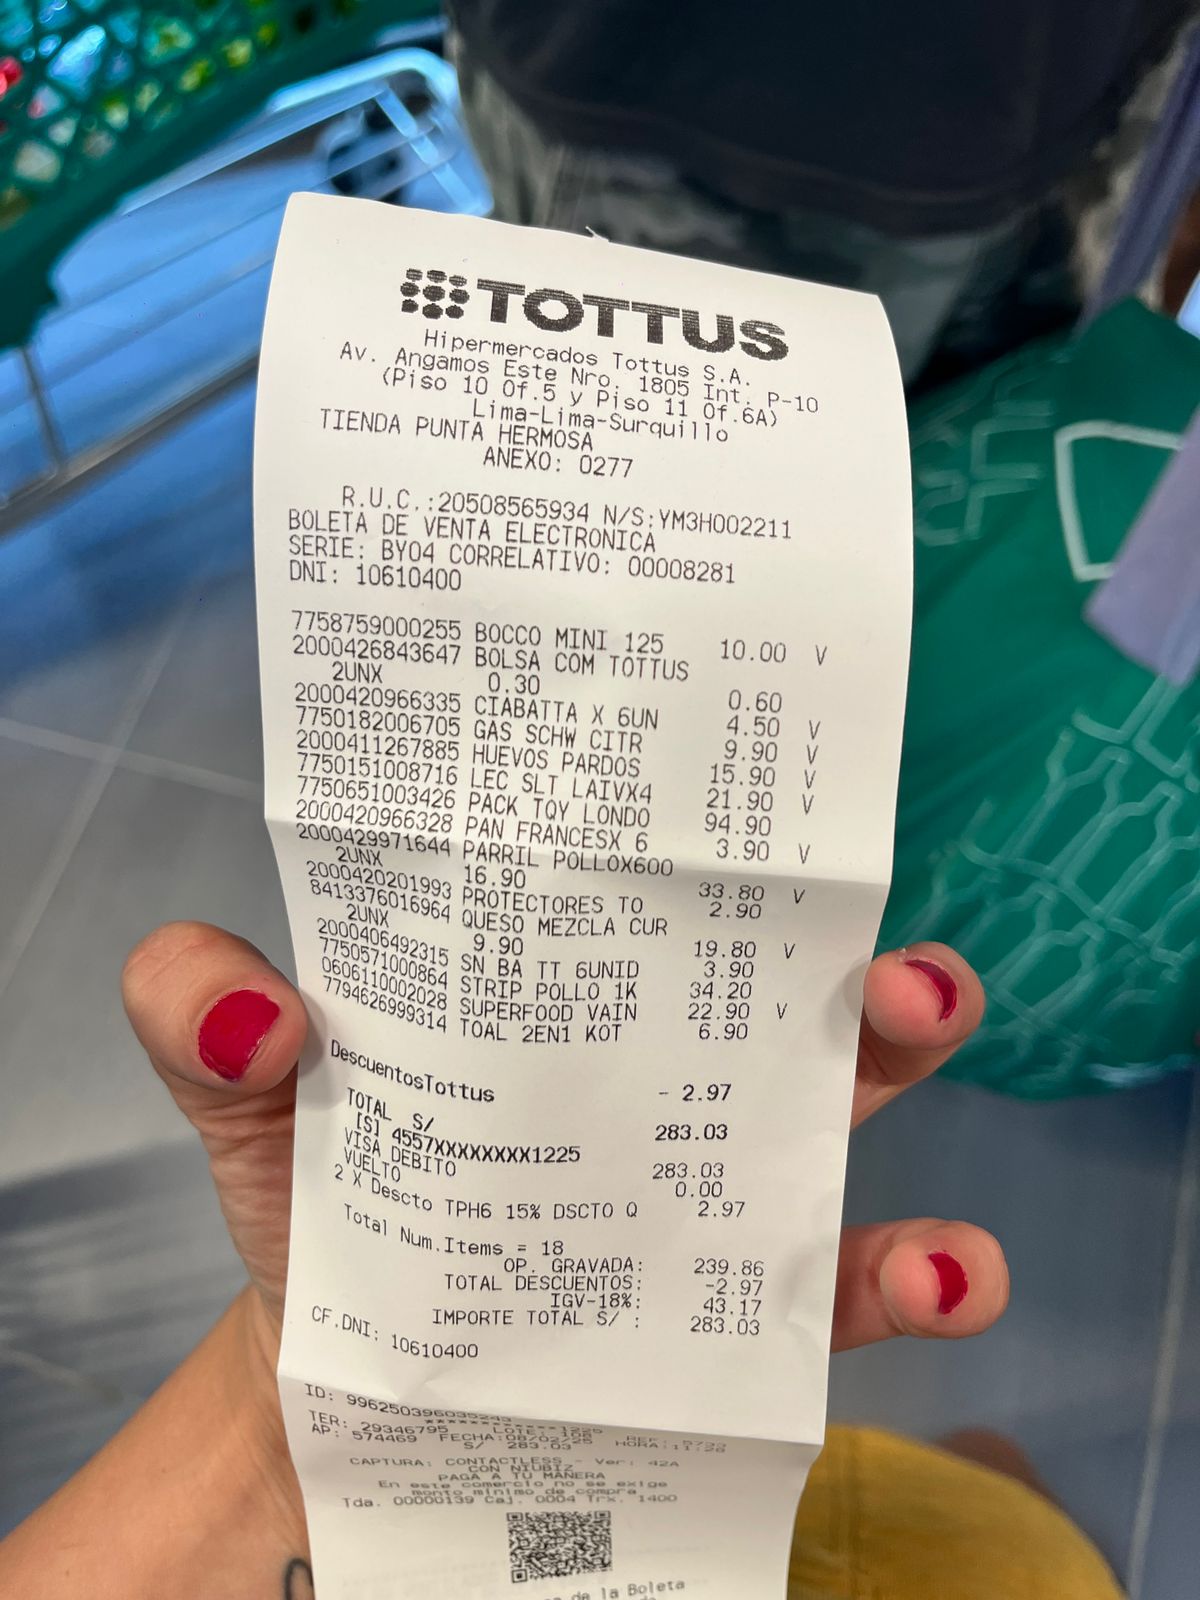 TOTTUS
Hipermercados Tottus S.A.
Av. Angamos Este Nro. 1805 Int. P-10
(Piso 10 Of.5 y Piso 11 Of.6A)
Lima-Lima-Surquillo
TIENDA PUNTA HERMOSA
ANEXO: 0277
R.U.C.:20508565934 N/S:YM3H002211
BOLETA DE VENTA ELECTRONICA
SERIE: BY04 CORRELATIVO: 00008281
DNI: 10610400
7758759000255 BOCCO MINI 125 10.00 V
2000426843647 BOLSA COM TOTTUS
2UNX 0.30 0.60
2000420966335 CIABATTA X 6UN 4.50 V
7750182006705 GAS SCHW CITR 9.90 V
2000411267885 HUEVOS PARDOS 15.90 V
7750151008716 LEC SLT LAIVX4 21.90 V
7750651003426 PACK TQY LONDO 94.90
2000420966328 PAN FRANCESX 6 3.90 V
2000429971644 PARRIL POLLOX600
2UNX 16.90 33.80 V
2000420201993 PROTECTORES TO 2.90
8413376016964 QUESO MEZCLA CUR
2UNX 9.90 19.80 V
2000406492315 SN BA TT 6UNID 3.90
7750571000864 STRIP POLLO 1K 34.20
0606110002028 SUPERFOOD VAIN 22.90 V
7794626999314 TOAL 2EN1 KOT 6.90
DescuentosTottus - 2.97
TOTAL S/ 283.03
[S] 4557XXXXXXXXX1225
VISA DEBITO 283.03
VUELTO 0.00
2 X Descto TPH6 15% DSCTO Q 2.97
Total Num.Items = 18
OP. GRAVADA: 239.86
TOTAL DESCUENTOS: -2.97
IGV-18%: 43.17
IMPORTE TOTAL S/ : 283.03
CF.DNI: 10610400
ID:
TER: 29346795 LOTE:
AP: 574469 FECHA:08/02/25 HORA:11:26
S/ 283.03
CAPTURA: CONTACTLESS - Ver: 42A
CON NIUBIZ
PAGA A TU MANERA
En este comercio no se exige
monto minimo de compra
Tda. 00000139 Caj. 0004 Trx. 1400
de la Boleta